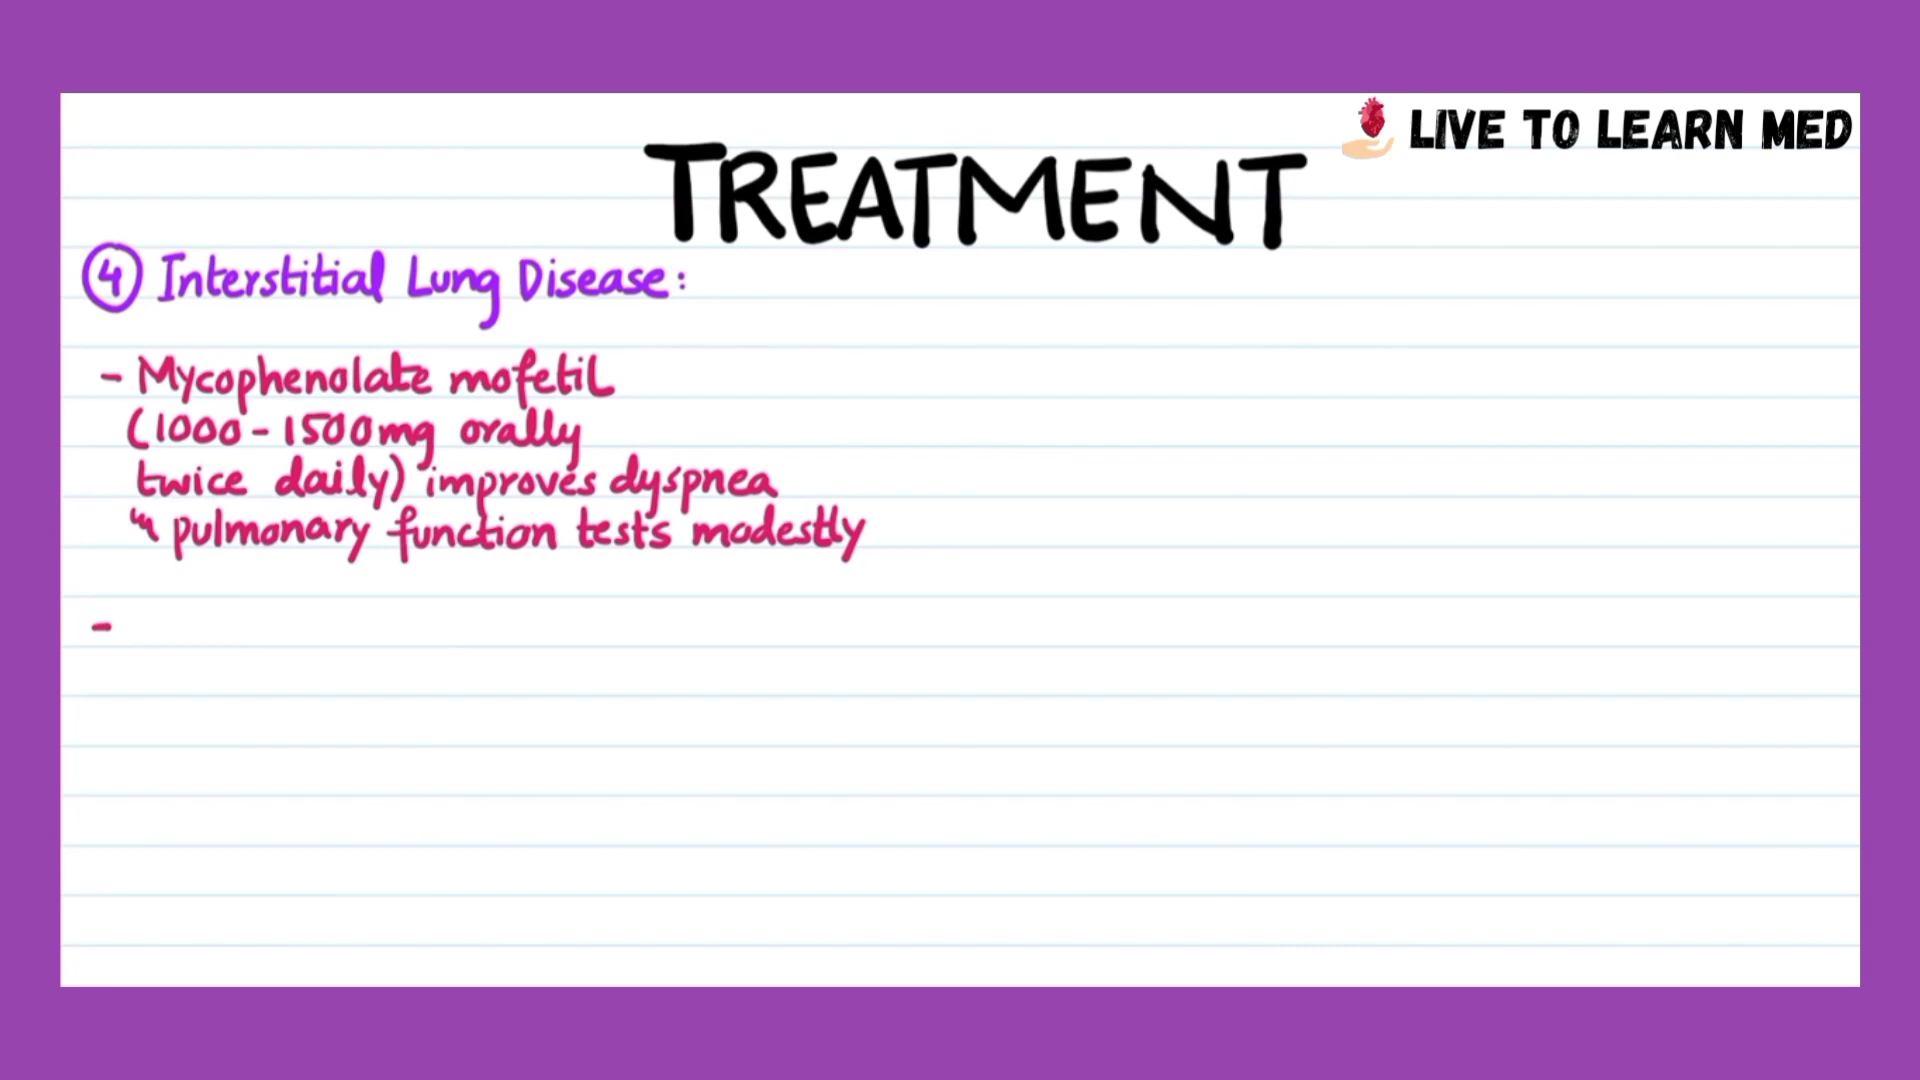 LIVE TO LEARN MED
TREATMENT
4 Interstitial Lung Disease:
- Mycophenolate mofetil
(1000-1500mg orally
twice daily) improves dyspnea
pulmonary function tests modestly
-